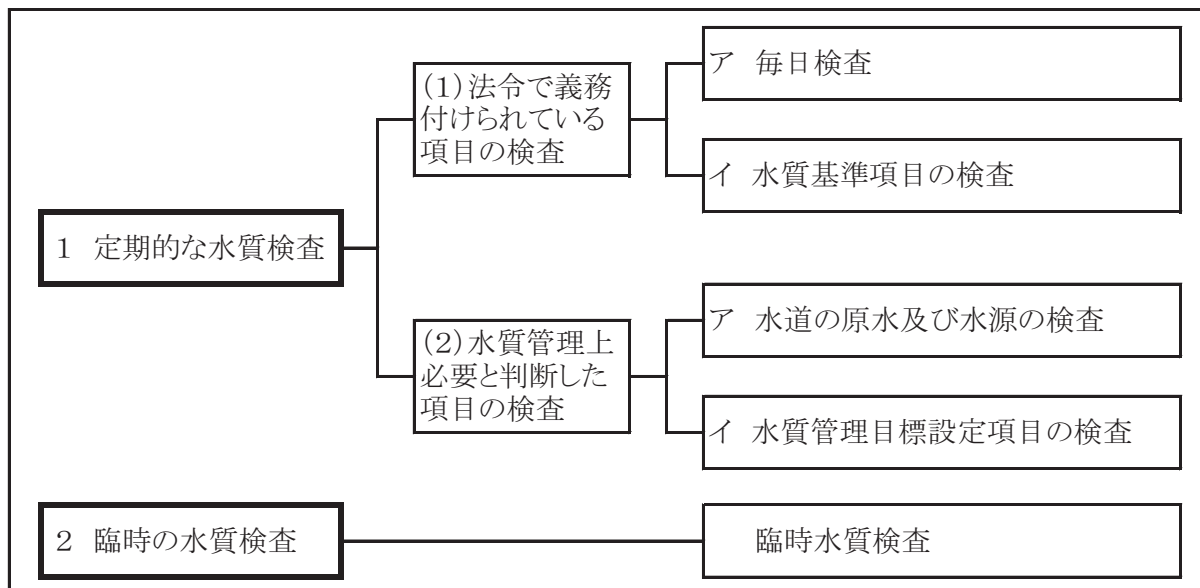 1 定期的な水質検査
(1)法令で義務
付けられている
項目の検査
ア 毎日検査
イ 水質基準項目の検査
(2)水質管理上
必要と判断した
項目の検査
ア 水道の原水及び水源の検査
イ 水質管理目標設定項目の検査
2 臨時の水質検査
臨時水質検査